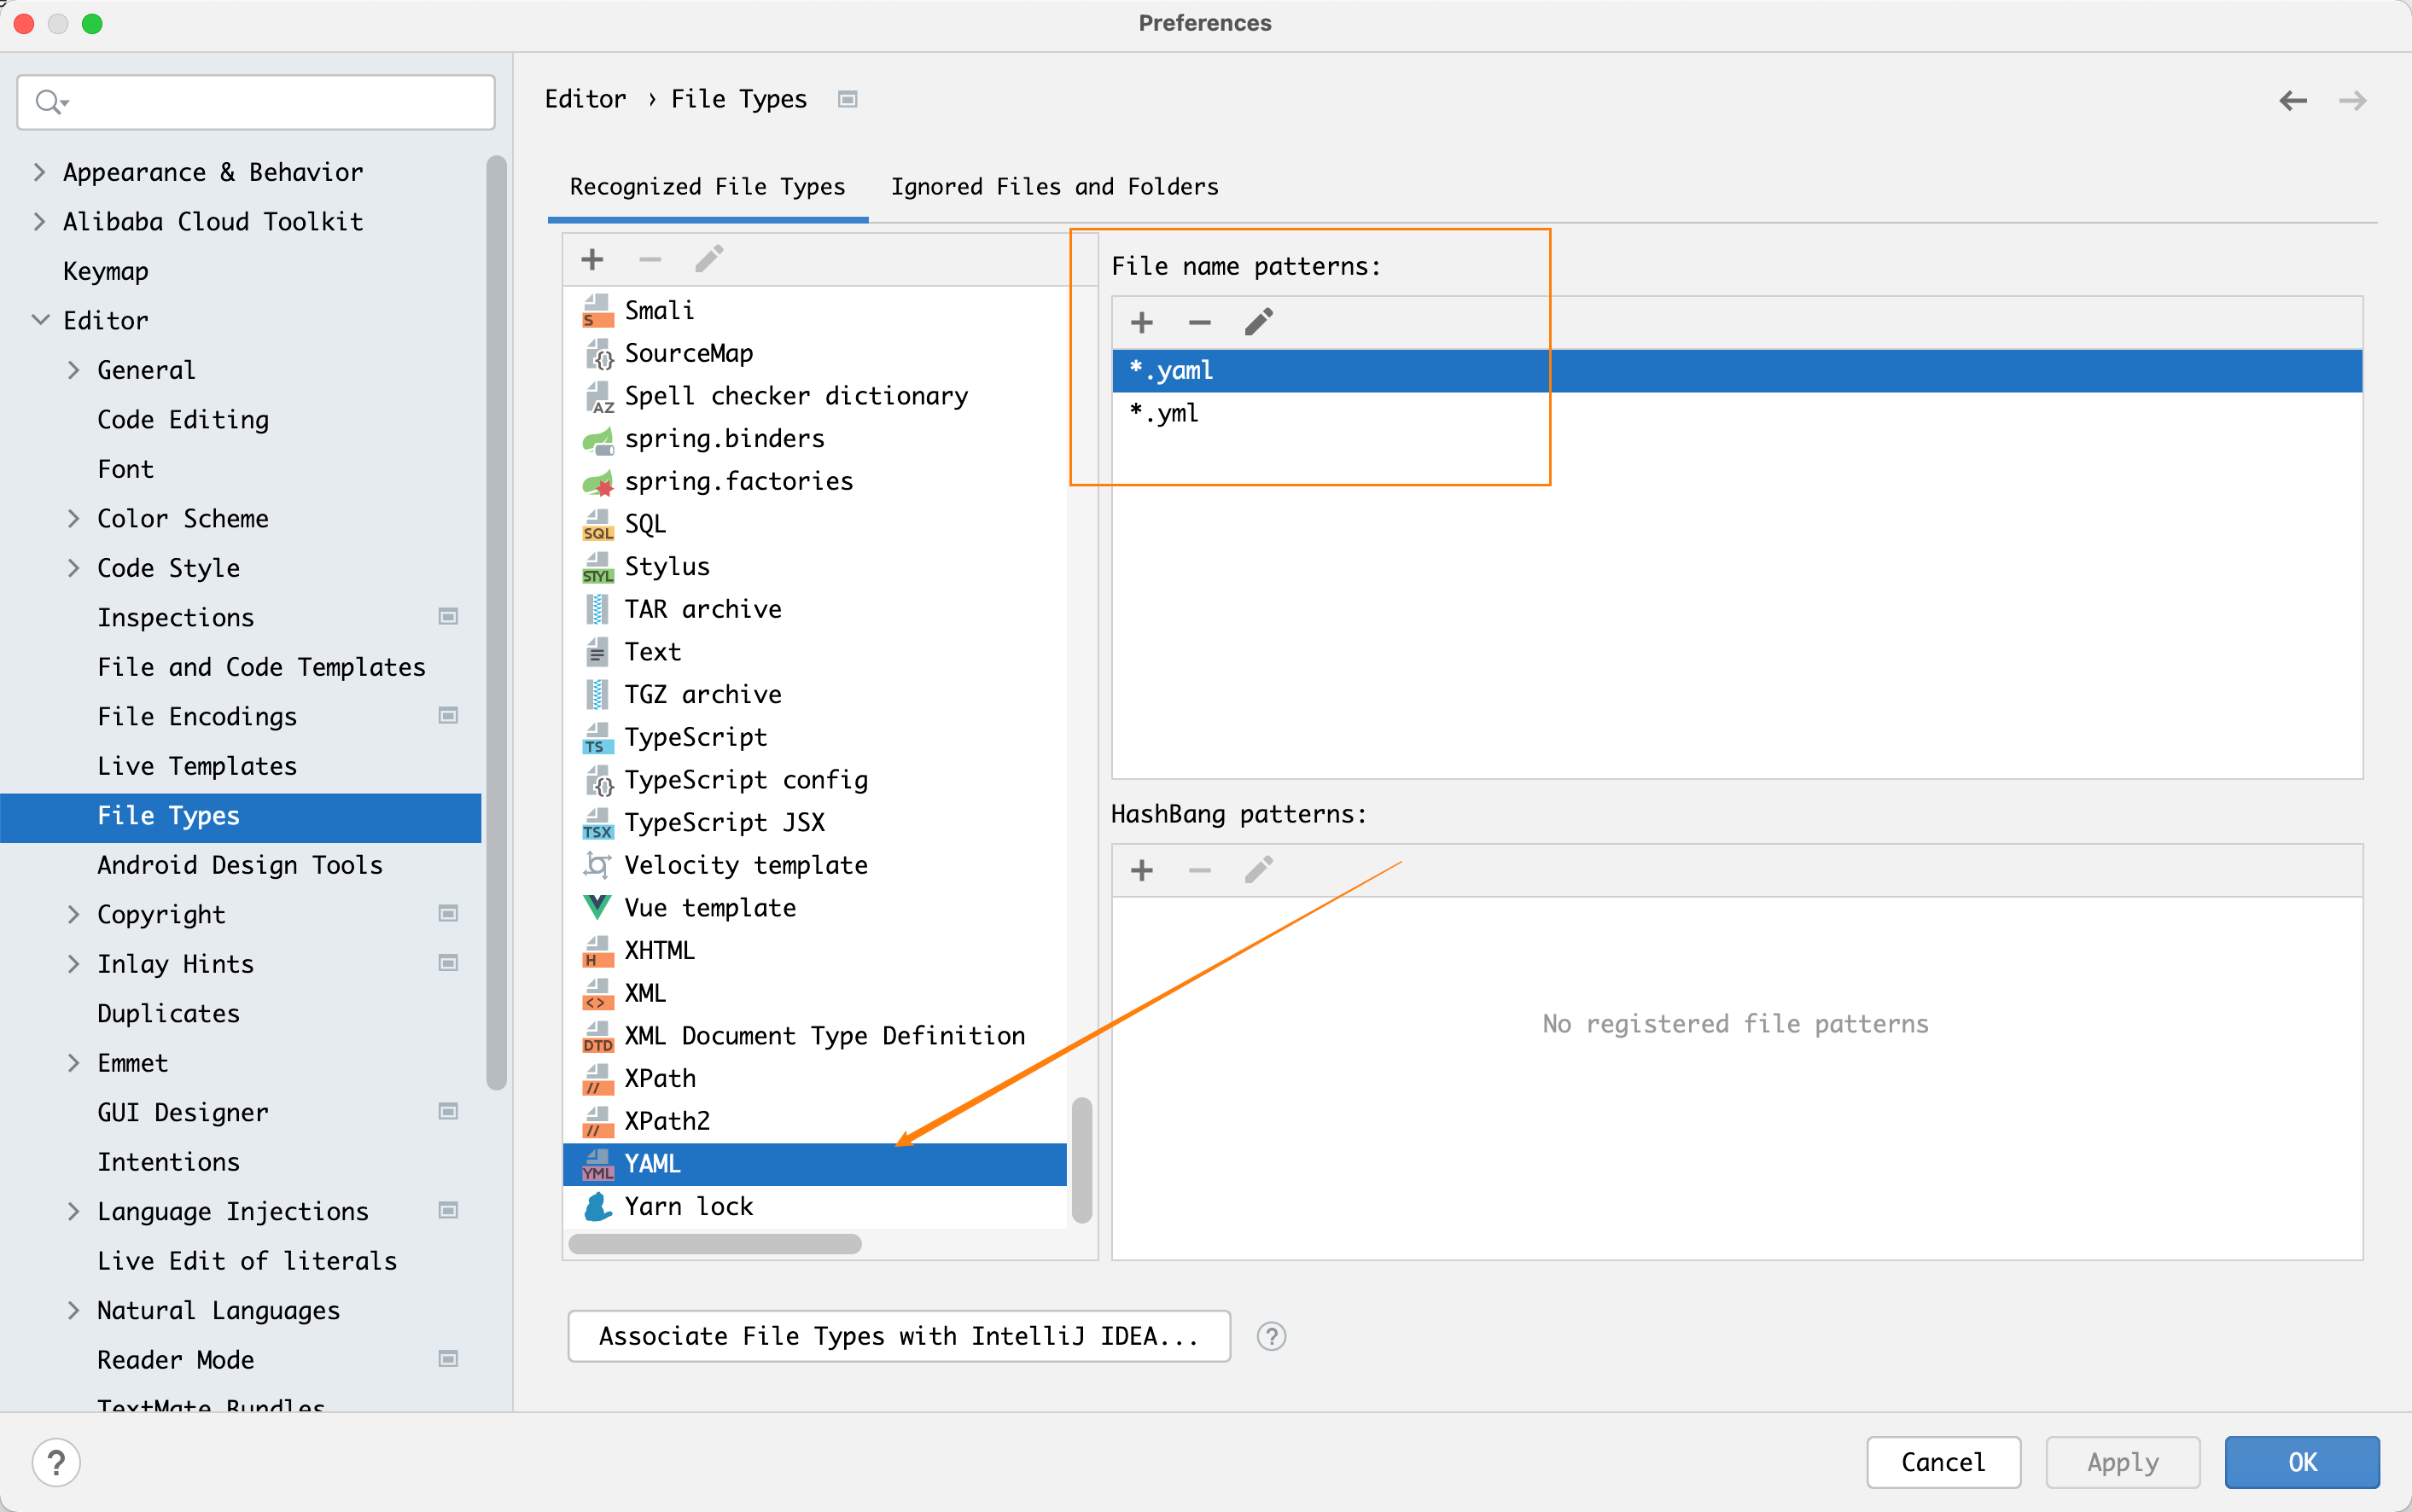 Preferences
Appearance & Behavior
Alibaba Cloud Toolkit
Keymap
Editor
General
Code Editing
Font
Color Scheme
Code Style
Inspections
File and Code Templates
File Encodings
Live Templates
File Types
Android Design Tools
Copyright
Inlay Hints
Duplicates
Emmet
GUI Designer
Intentions
Language Injections
Live Edit of literals
Natural Languages
Reader Mode
TextMate Bundles
Editor › File Types
Recognized File Types
Ignored Files and Folders
S Smali
{} SourceMap
AZ Spell checker dictionary
spring.binders
spring.factories
SQL SQL
STYL Stylus
TAR archive
Text
TGZ archive
TS TypeScript
{} TypeScript config
TSX TypeScript JSX
Velocity template
Vue template
H XHTML
<> XML
DTD XML Document Type Definition
// XPath
// XPath2
YML YAML
Yarn lock
File name patterns:
*.yaml
*.yml
HashBang patterns:
No registered file patterns
Associate File Types with IntelliJ IDEA...
?
?
Cancel
Apply
OK